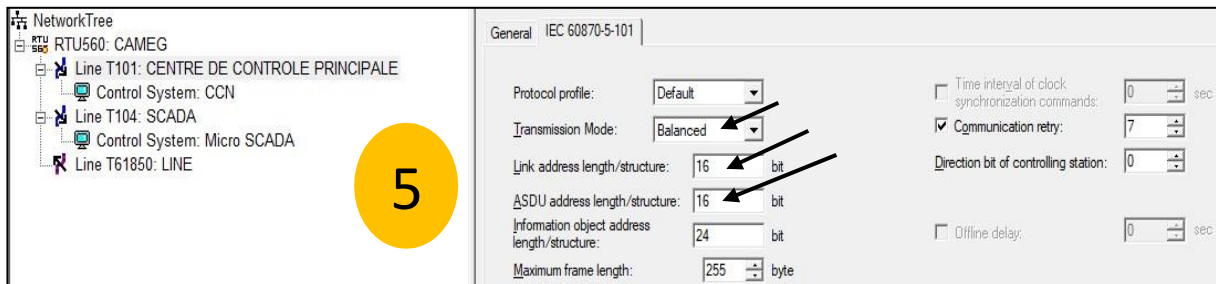 NetworkTree
RTU560: CAMEG
Line T101: CENTRE DE CONTROLE PRINCIPALE
Control System: CCN
Line T104: SCADA
Control System: Micro SCADA
Line T61850: LINE
5
General IEC 60870-5-101
Protocol profile: Default
Transmission Mode: Balanced
Link address length/structure: 16 bit
ASDU address length/structure: 16 bit
Information object address
length/structure: 24 bit
Maximum frame length: 255 byte
Time interval of clock
synchronization commands: 0 sec
Communication retry: 7
Direction bit of controlling station: 0
Offline delay: 0 sec